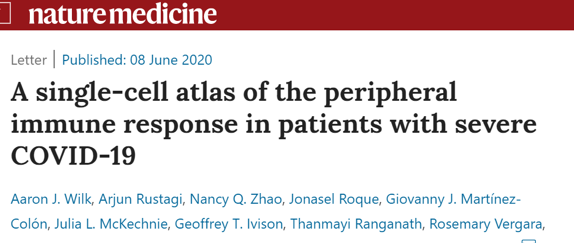 nature medicine
Letter | Published: 08 June 2020
A single-cell atlas of the peripheral
immune response in patients with severe
COVID-19
Aaron J. Wilk, Arjun Rustagi, Nancy Q. Zhao, Jonasel Roque, Giovanny J. Martínez-
Colón, Julia L. McKechnie, Geoffrey T. Ivison, Thanmayi Ranganath, Rosemary Vergara,